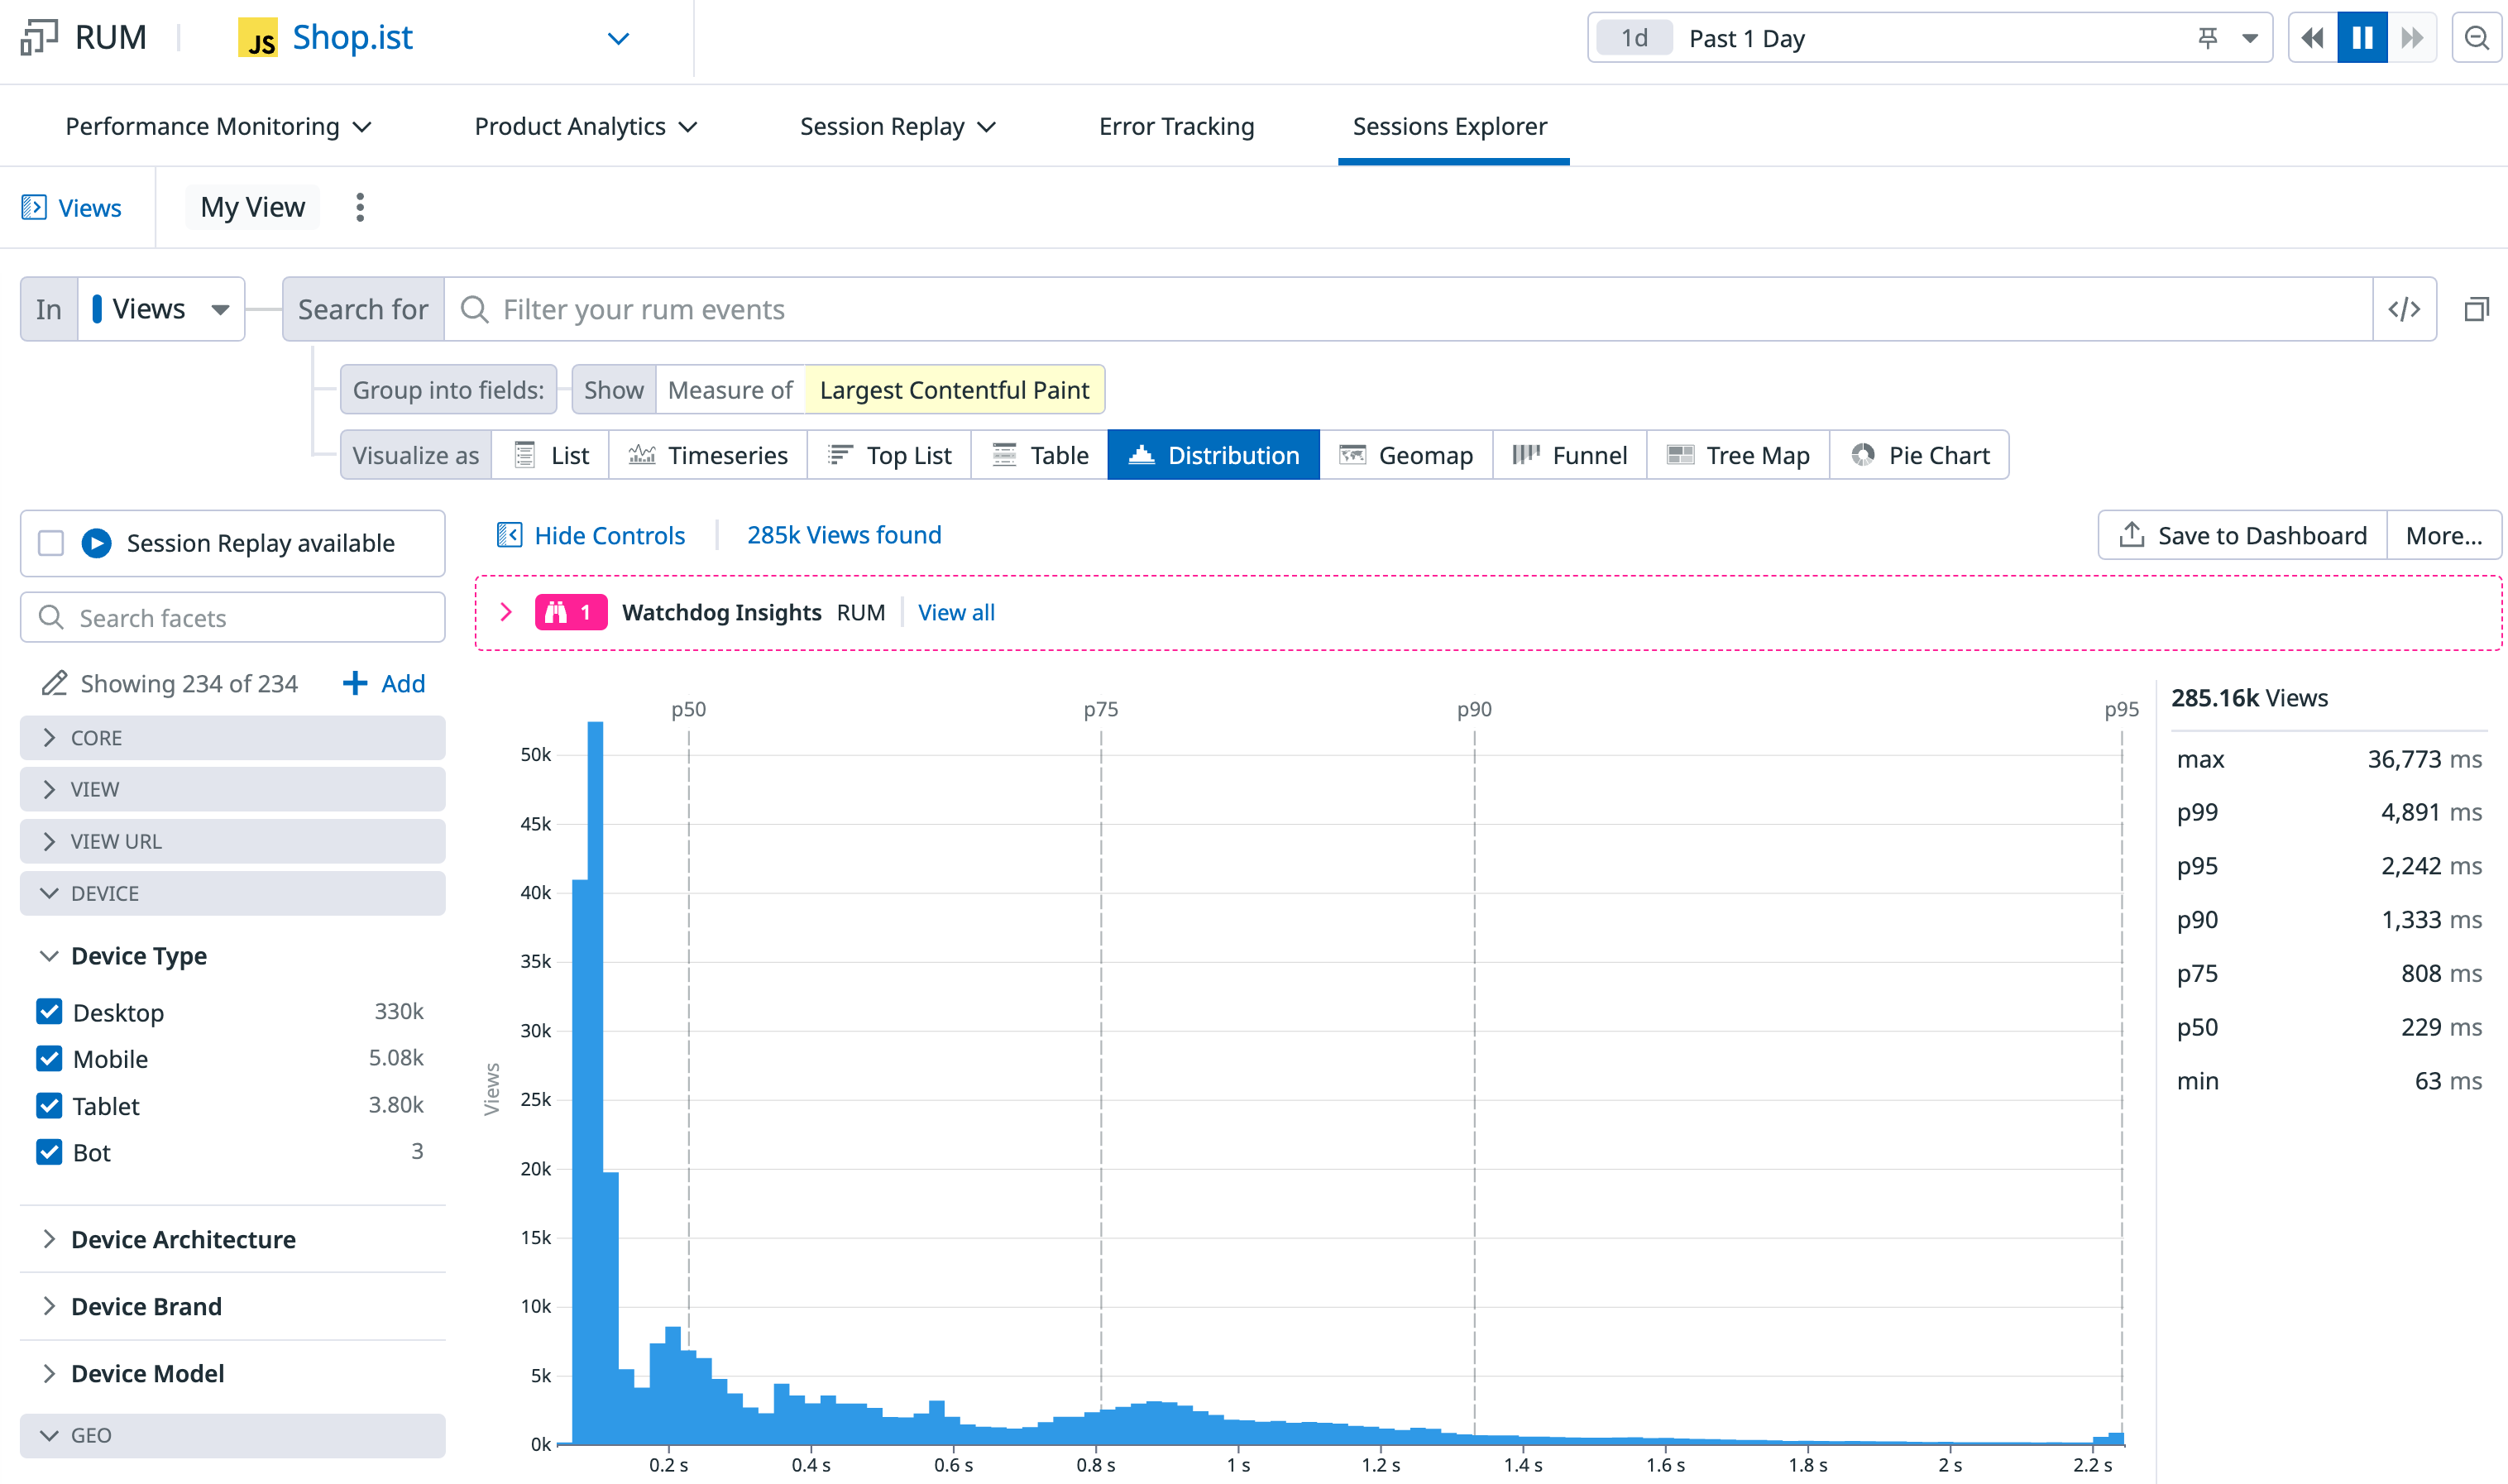 RUM
JS Shop.ist
1d Past 1 Day
Performance Monitoring
Product Analytics
Session Replay
Error Tracking
Sessions Explorer
Views
My View
In Views Search for Filter your rum events </>
Group into fields: Show Measure of Largest Contentful Paint
Visualize as List Timeseries Top List Table Distribution Geomap Funnel Tree Map Pie Chart
Session Replay available
Search facets
Showing 234 of 234 Add
CORE
VIEW
VIEW URL
DEVICE
Device Type
Desktop 330k
Mobile 5.08k
Tablet 3.80k
Bot 3
Device Architecture
Device Brand
Device Model
GEO
Hide Controls
285k Views found
Save to Dashboard
More...
1 Watchdog Insights RUM View all
p50 p75 p90 p95
50k
45k
40k
35k
30k
25k
20k
15k
10k
5k
0k
Views
0.2 s 0.4 s 0.6 s 0.8 s 1 s 1.2 s 1.4 s 1.6 s 1.8 s 2 s 2.2 s
285.16k Views
max 36,773 ms
p99 4,891 ms
p95 2,242 ms
p90 1,333 ms
p75 808 ms
p50 229 ms
min 63 ms